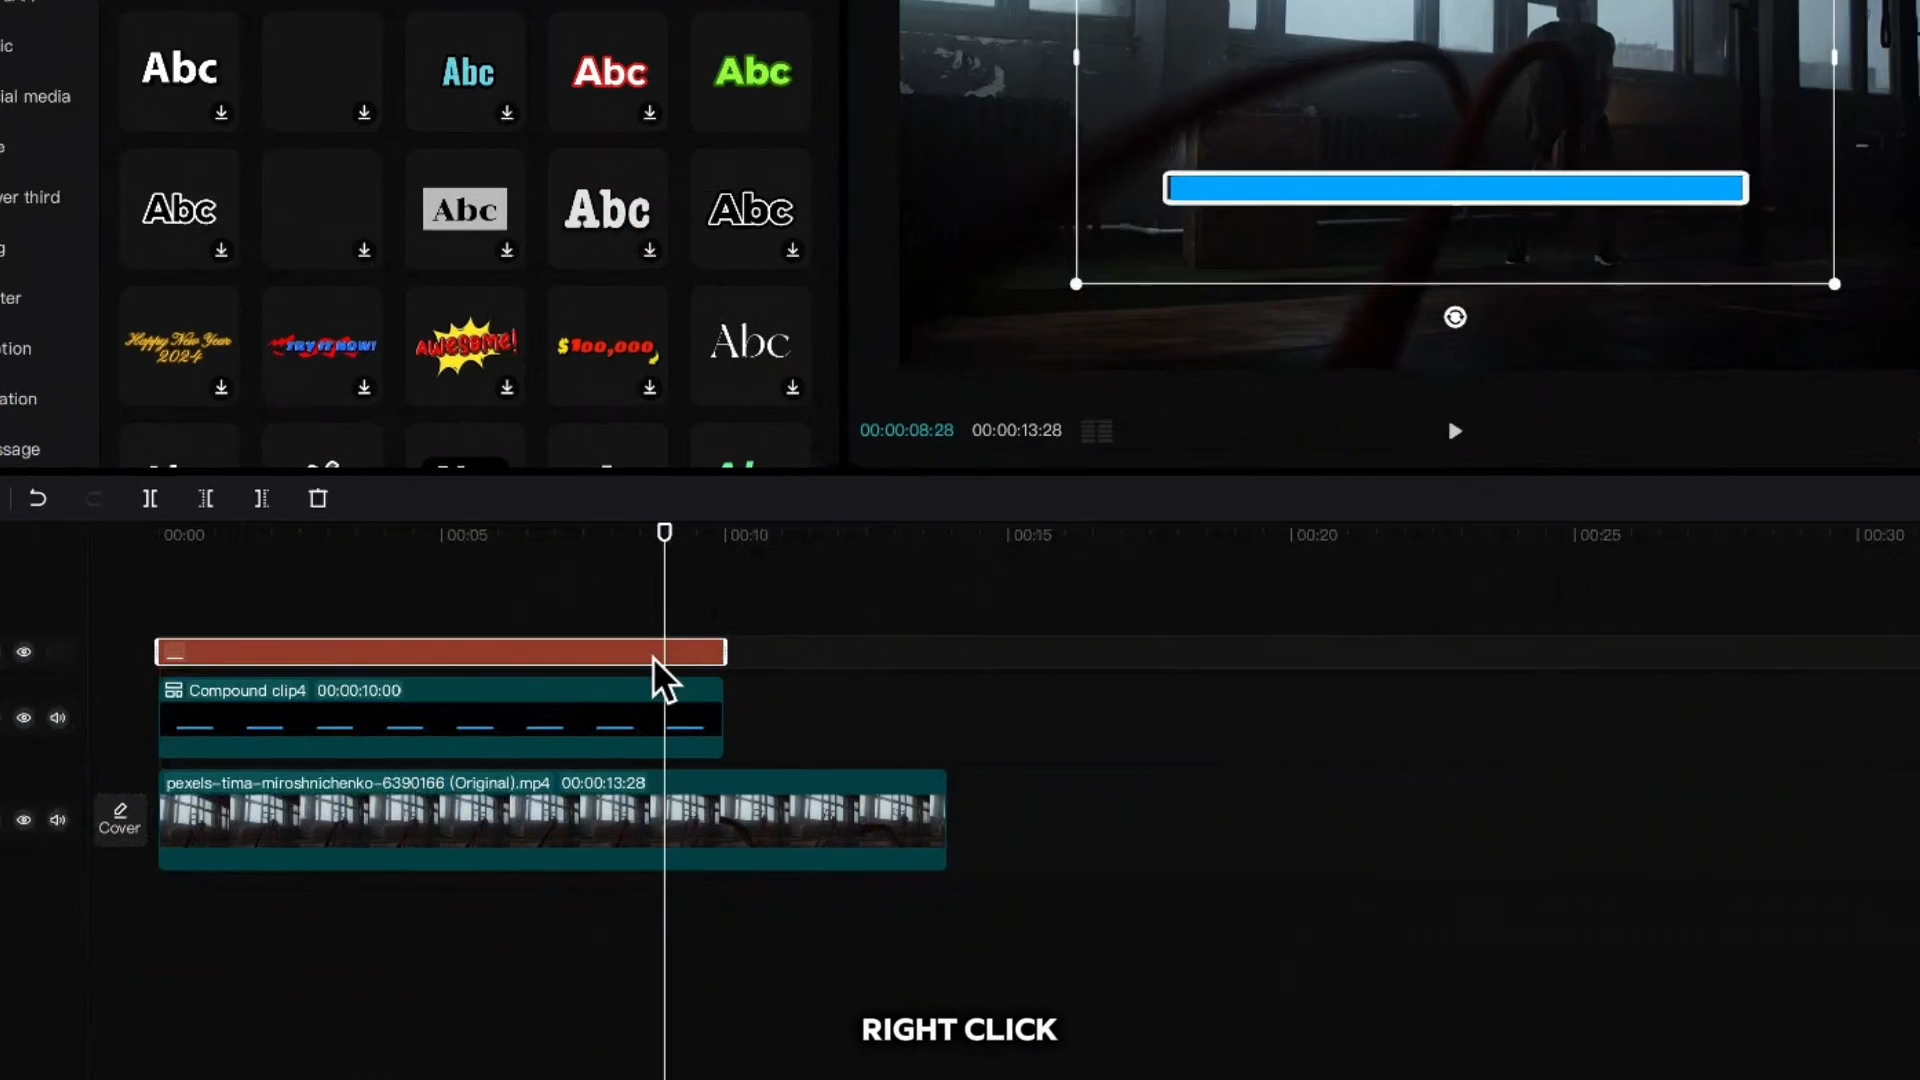 ic
ial media
e
er third
g
ter
tion
ation
ssage
Abc
Abc
Abc
Abc
Abc
Abc
Abc
Abc
Happy New Year
2024
TRY IT NOW!
AWESOME!
$100,000
Abc
00:00:08:28 00:00:13:28
00:00 00:05 00:10 00:15 00:20 00:25 00:30
Compound clip4 00:00:10:00
pexels-tima-miroshnichenko-6390166 (Original).mp4 00:00:13:28
Cover
RIGHT CLICK